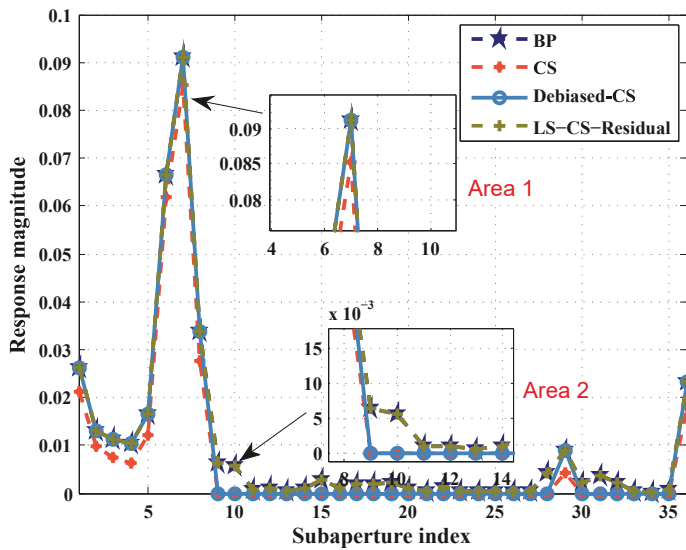 0.1
0.09
0.08
0.07
0.06
0.05
0.04
0.03
0.02
0.01
0
Response magnitude
BP
CS
Debiased-CS
LS−CS−Residual
0.09
0.085
0.08
4 6 8 10
Area 1
x 10 -3
15
10
5
0
8 10 12 14
Area 2
5 10 15 20 25 30 35
Subaperture index